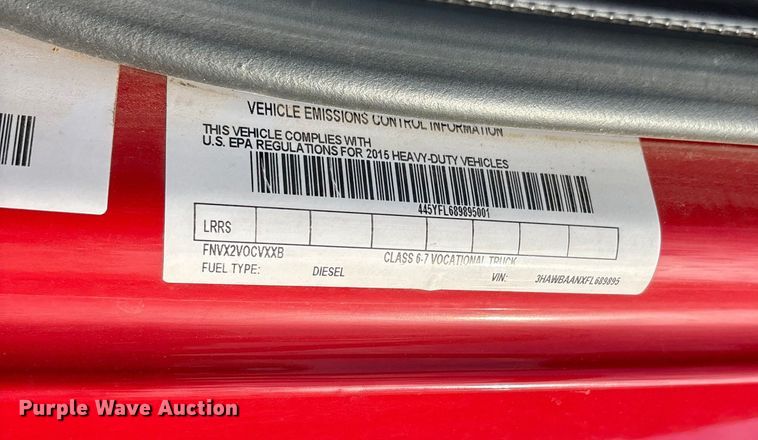 VEHICLE EMISSIONS CONTROL INFORMATION
THIS VEHICLE COMPLIES WITH
U.S. EPA REGULATIONS FOR 2015 HEAVY-DUTY VEHICLES
445YFL689895001
LRRS
FNVX2VOCVXXB CLASS 6-7 VOCATIONAL TRUCK
FUEL TYPE: DIESEL VIN: 3HAWBAANXFL689895
Purple Wave Auction